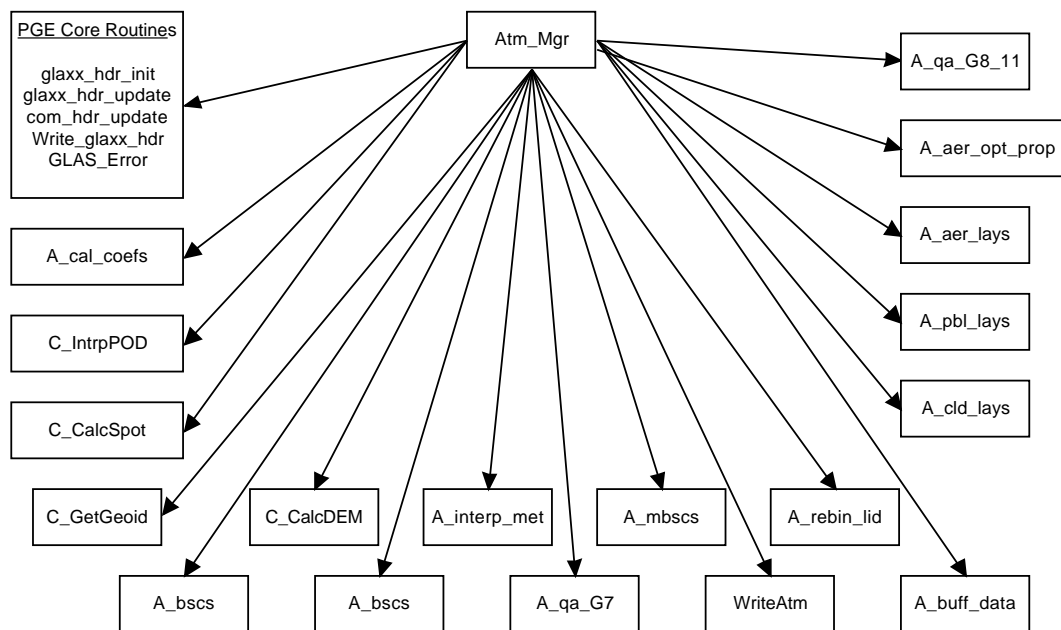 PGE Core Routines
glaxx_hdr_init
glaxx_hdr_update
com_hdr_update
Write_glaxx_hdr
GLAS_Error
Atm_Mgr
A_qa_G8_11
A_aer_opt_prop
A_cal_coefs
A_aer_lays
C_IntrpPOD
A_pbl_lays
C_CalcSpot
A_cld_lays
C_GetGeoid
C_CalcDEM
A_interp_met
A_mbscs
A_rebin_lid
A_bscs
A_bscs
A_qa_G7
WriteAtm
A_buff_data